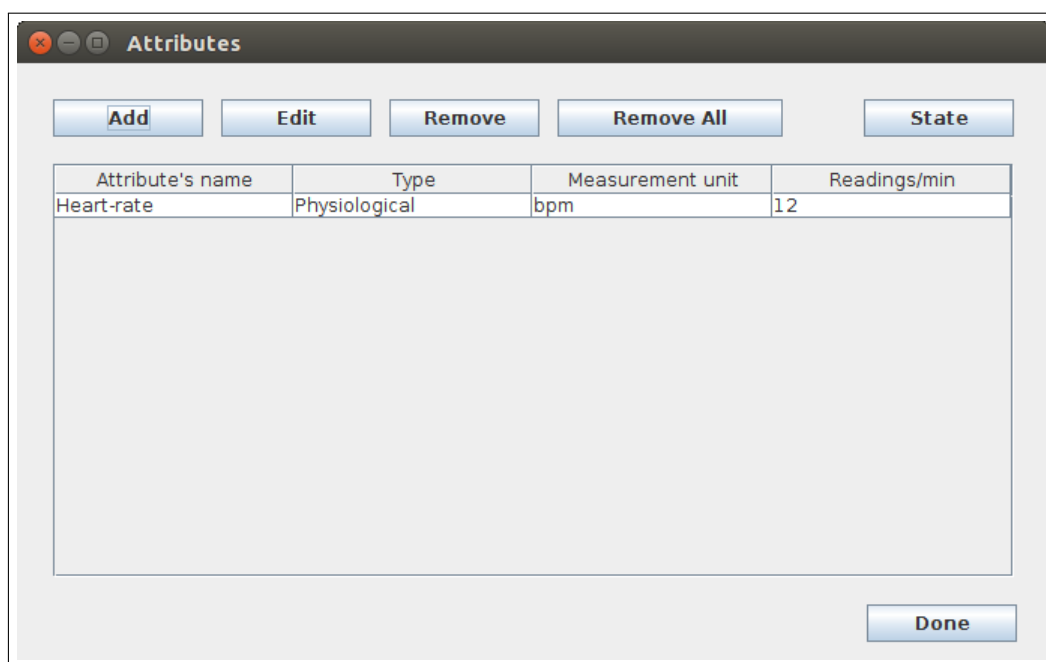 Attributes
Add Edit Remove Remove All State
Attribute's name Type Measurement unit Readings/min
Heart-rate Physiological bpm 12
Done